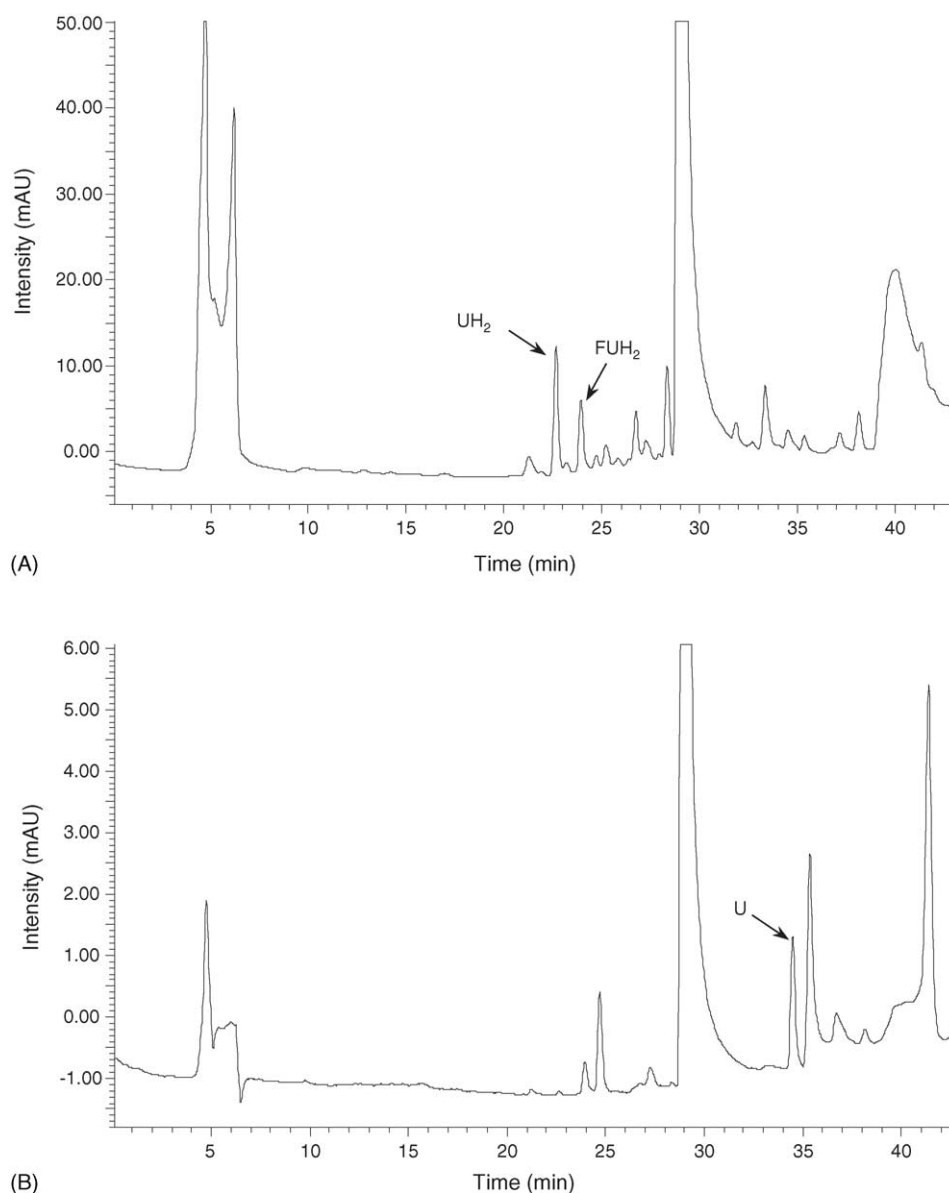 50.00
40.00
30.00
20.00
10.00
0.00
Intensity (mAU)
UH₂
FUH₂
5 10 15 20 25 30 35 40
Time (min)
(A)
6.00
5.00
4.00
3.00
2.00
1.00
0.00
-1.00
Intensity (mAU)
U
5 10 15 20 25 30 35 40
Time (min)
(B)